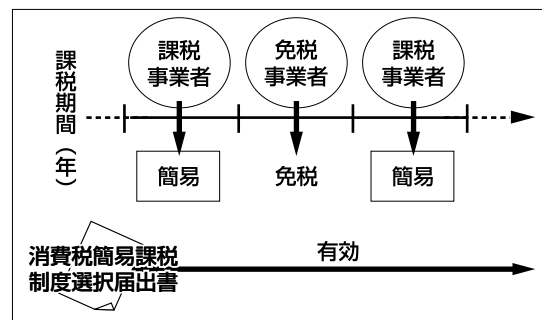 課税期間（年）
課税
事業者
免税
事業者
課税
事業者
簡易
免税
簡易
消費税簡易課税
制度選択届出書
有効